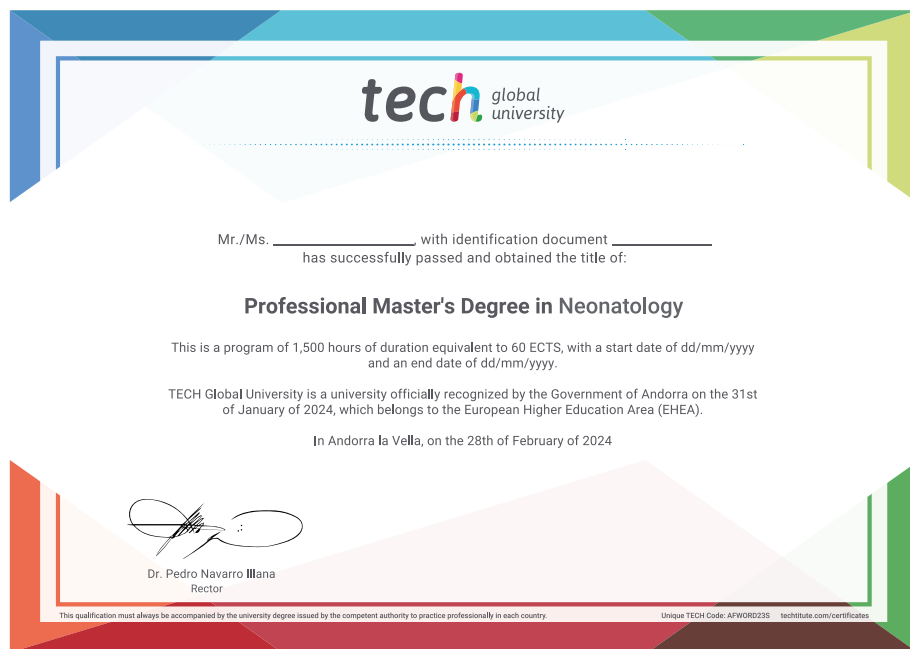 tech global university
Mr./Ms. ________________, with identification document ____________
has successfully passed and obtained the title of:
Professional Master's Degree in Neonatology
This is a program of 1,500 hours of duration equivalent to 60 ECTS, with a start date of dd/mm/yyyy
and an end date of dd/mm/yyyy.
TECH Global University is a university officially recognized by the Government of Andorra on the 31st
of January of 2024, which belongs to the European Higher Education Area (EHEA).
In Andorra la Vella, on the 28th of February of 2024
Dr. Pedro Navarro Illana
Rector
This qualification must always be accompanied by the university degree issued by the competent authority to practice professionally in each country. Unique TECH Code: AFWORD23S techtitute.com/certificates